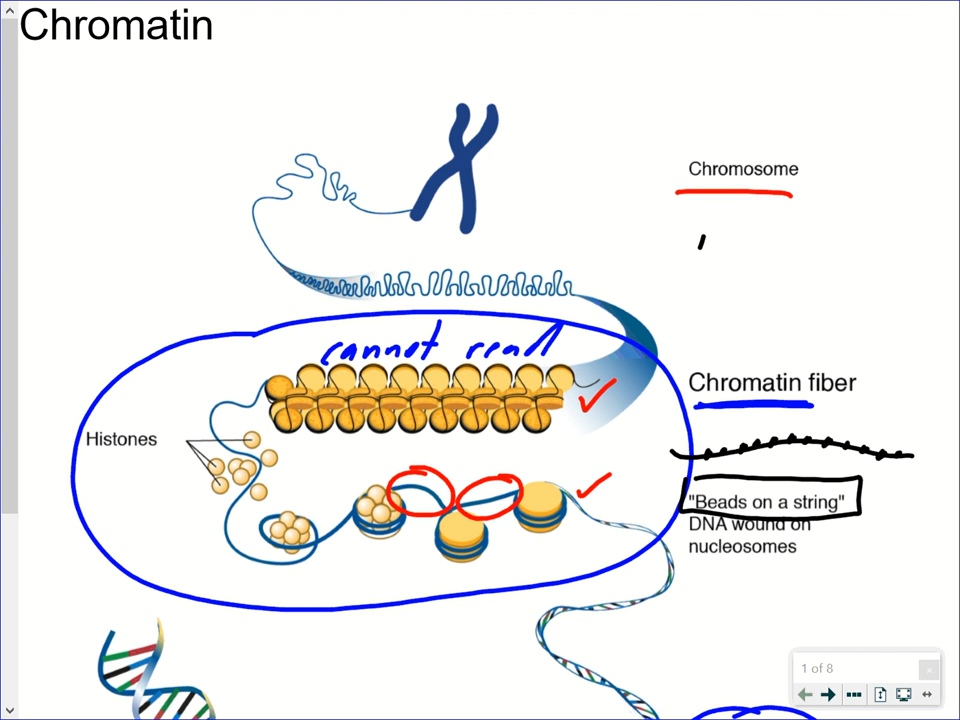 Chromatin
Chromosome
cannot read
Chromatin fiber
Histones
"Beads on a string"
DNA wound on
nucleosomes
1 of 8